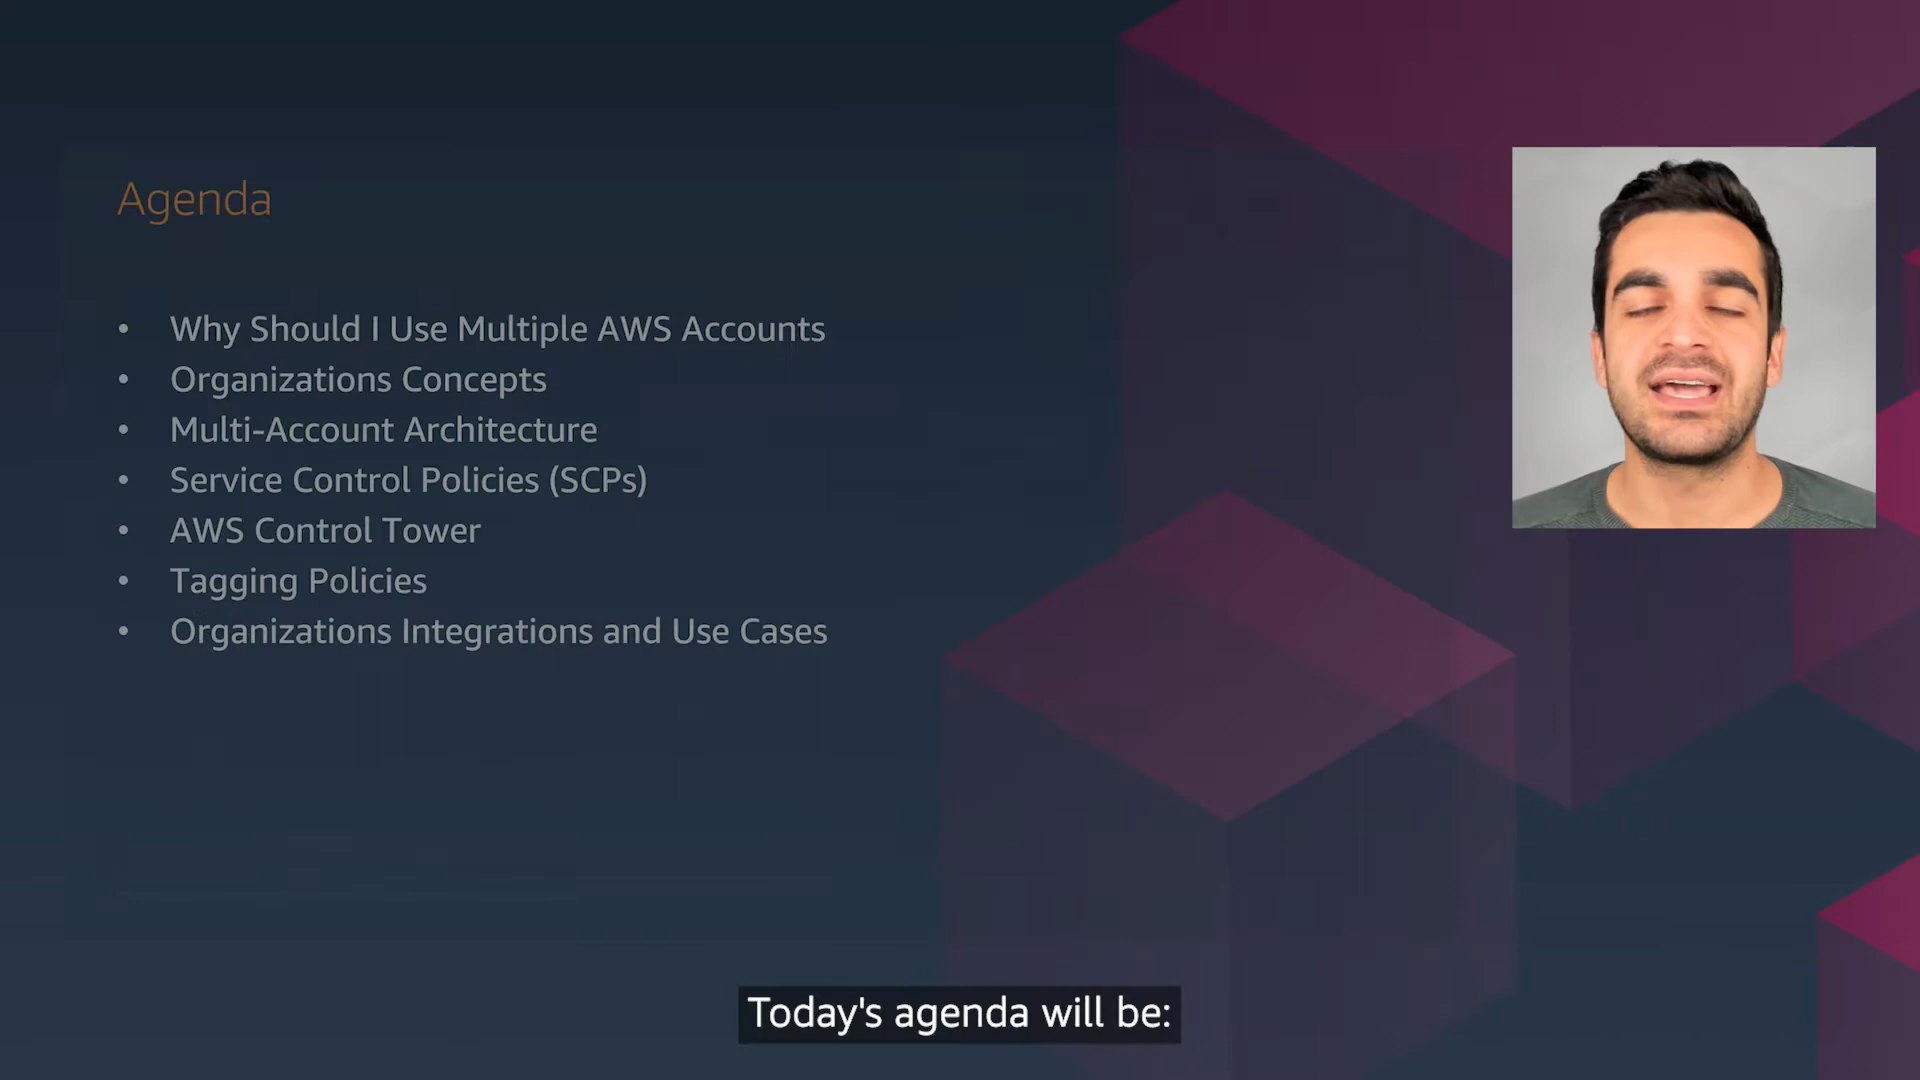 Agenda
• Why Should I Use Multiple AWS Accounts
• Organizations Concepts
• Multi-Account Architecture
• Service Control Policies (SCPs)
• AWS Control Tower
• Tagging Policies
• Organizations Integrations and Use Cases
Today's agenda will be: